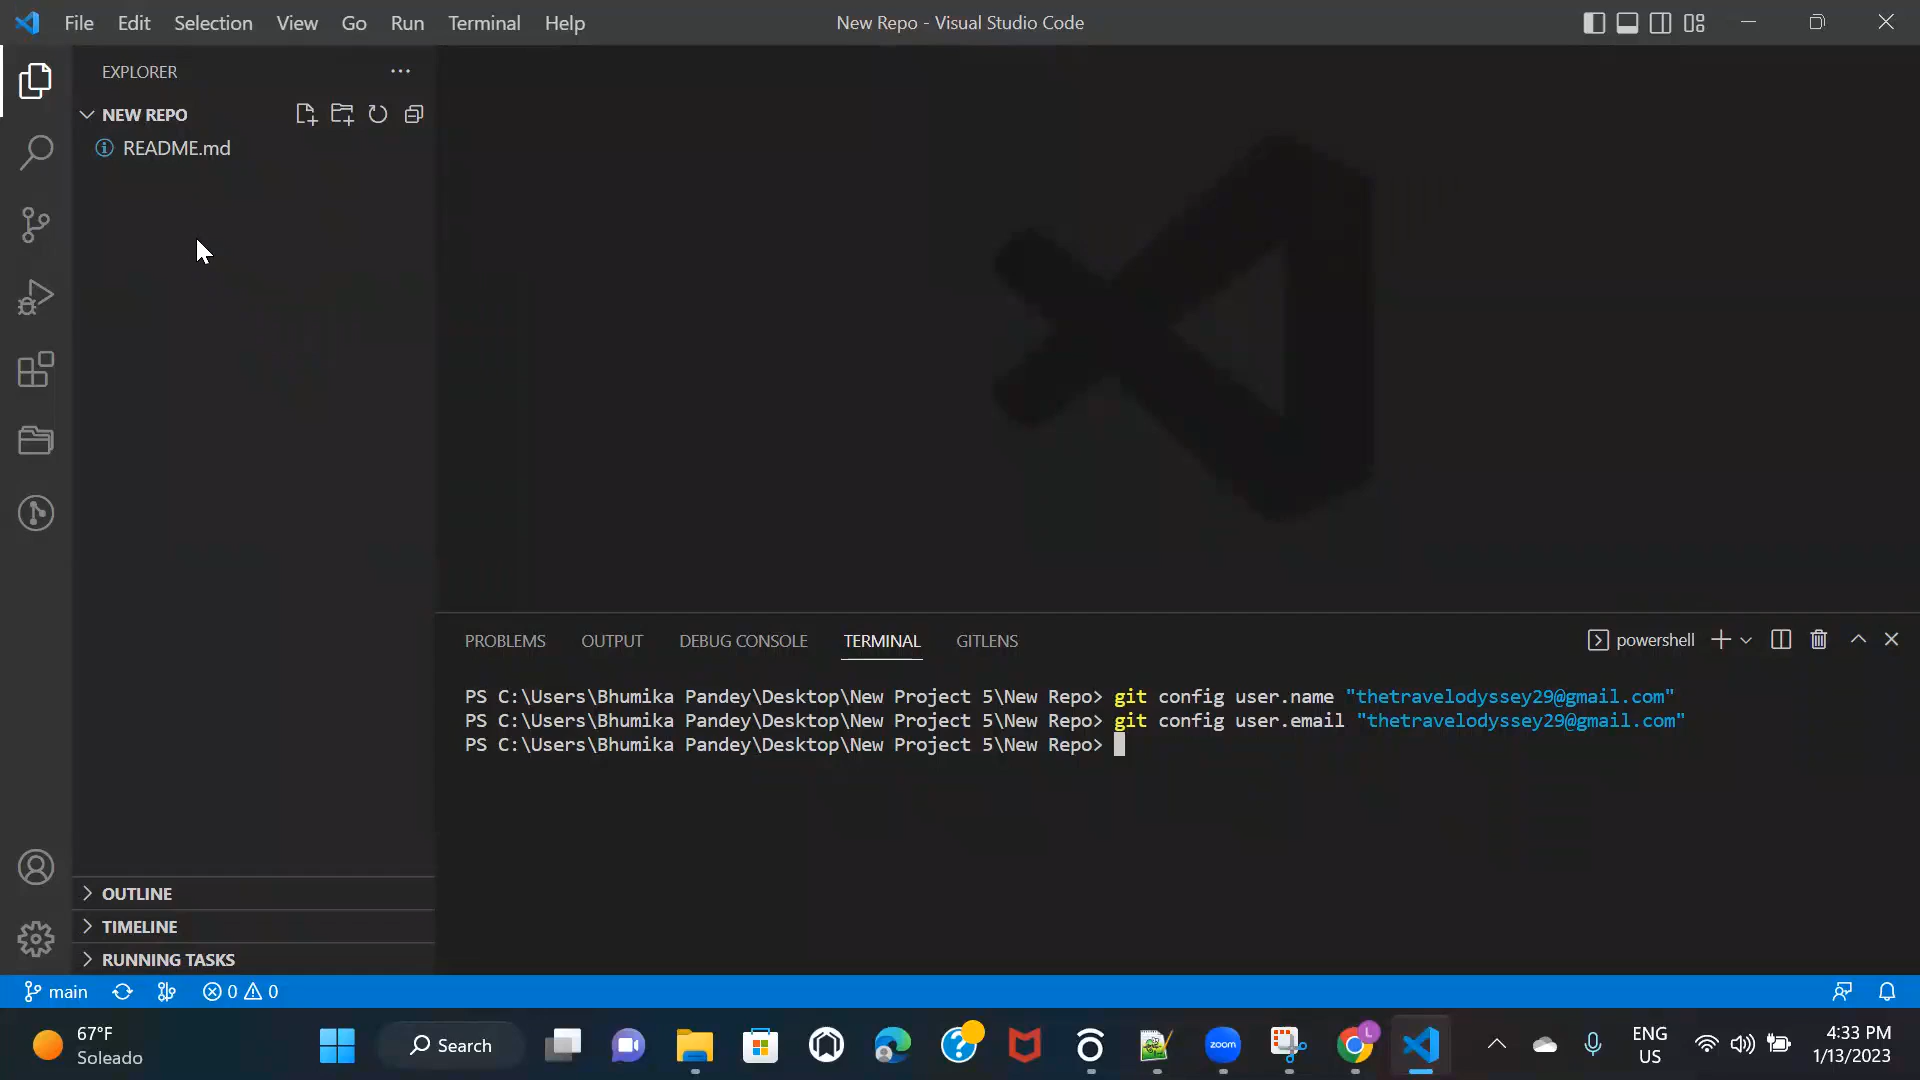 File Edit Selection View Go Run Terminal Help
New Repo - Visual Studio Code
EXPLORER
NEW REPO
README.md
PROBLEMS OUTPUT DEBUG CONSOLE TERMINAL GITLENS
powershell
PS C:\Users\Bhumika Pandey\Desktop\New Project 5\New Repo> git config user.name "thetravelodyssey29@gmail.com"
PS C:\Users\Bhumika Pandey\Desktop\New Project 5\New Repo> git config user.email "thetravelodyssey29@gmail.com"
PS C:\Users\Bhumika Pandey\Desktop\New Project 5\New Repo>
OUTLINE
TIMELINE
RUNNING TASKS
main 0 0
67°F
Soleado
Search
zoom
L
ENG
US
4:33 PM
1/13/2023